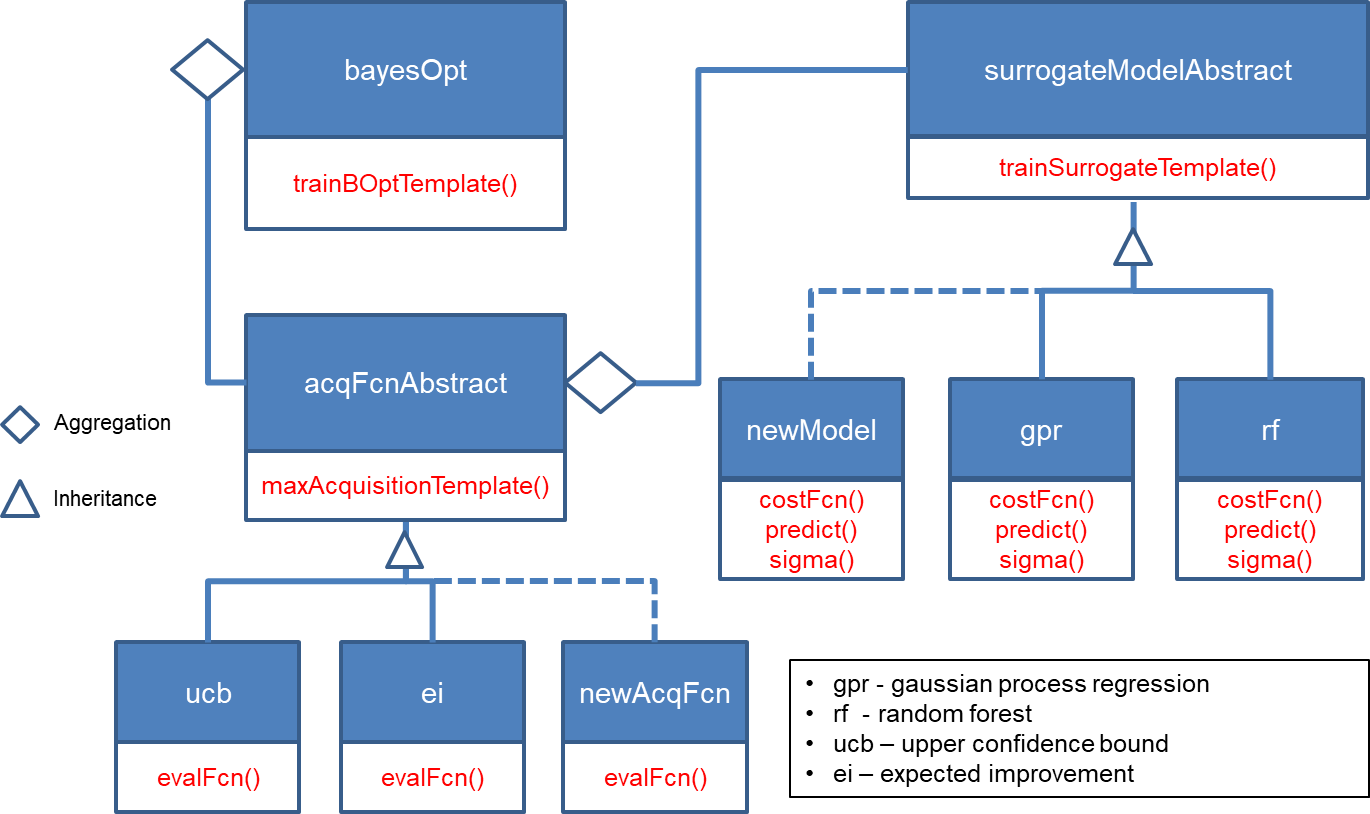 bayesOpt
trainBOptTemplate()
surrogateModelAbstract
trainSurrogateTemplate()
acqFcnAbstract
maxAcquisitionTemplate()
Aggregation
Inheritance
newModel
costFcn()
predict()
sigma()
gpr
costFcn()
predict()
sigma()
rf
costFcn()
predict()
sigma()
ucb
evalFcn()
ei
evalFcn()
newAcqFcn
evalFcn()
• gpr - gaussian process regression
• rf - random forest
• ucb – upper confidence bound
• ei – expected improvement